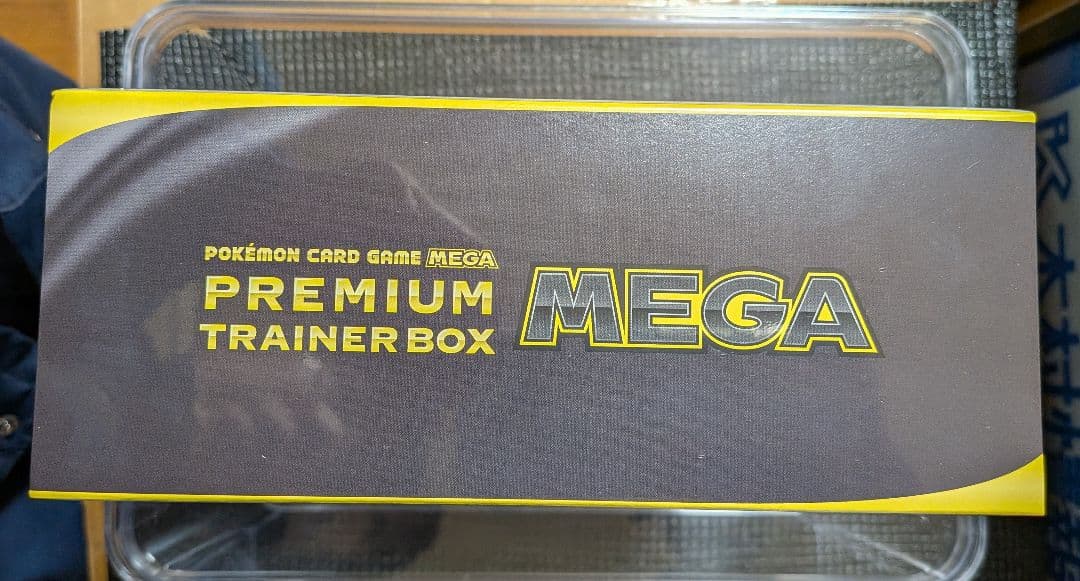 POKÉMON CARD GAME MEGA
PREMIUM
TRAINER BOX
MEGA